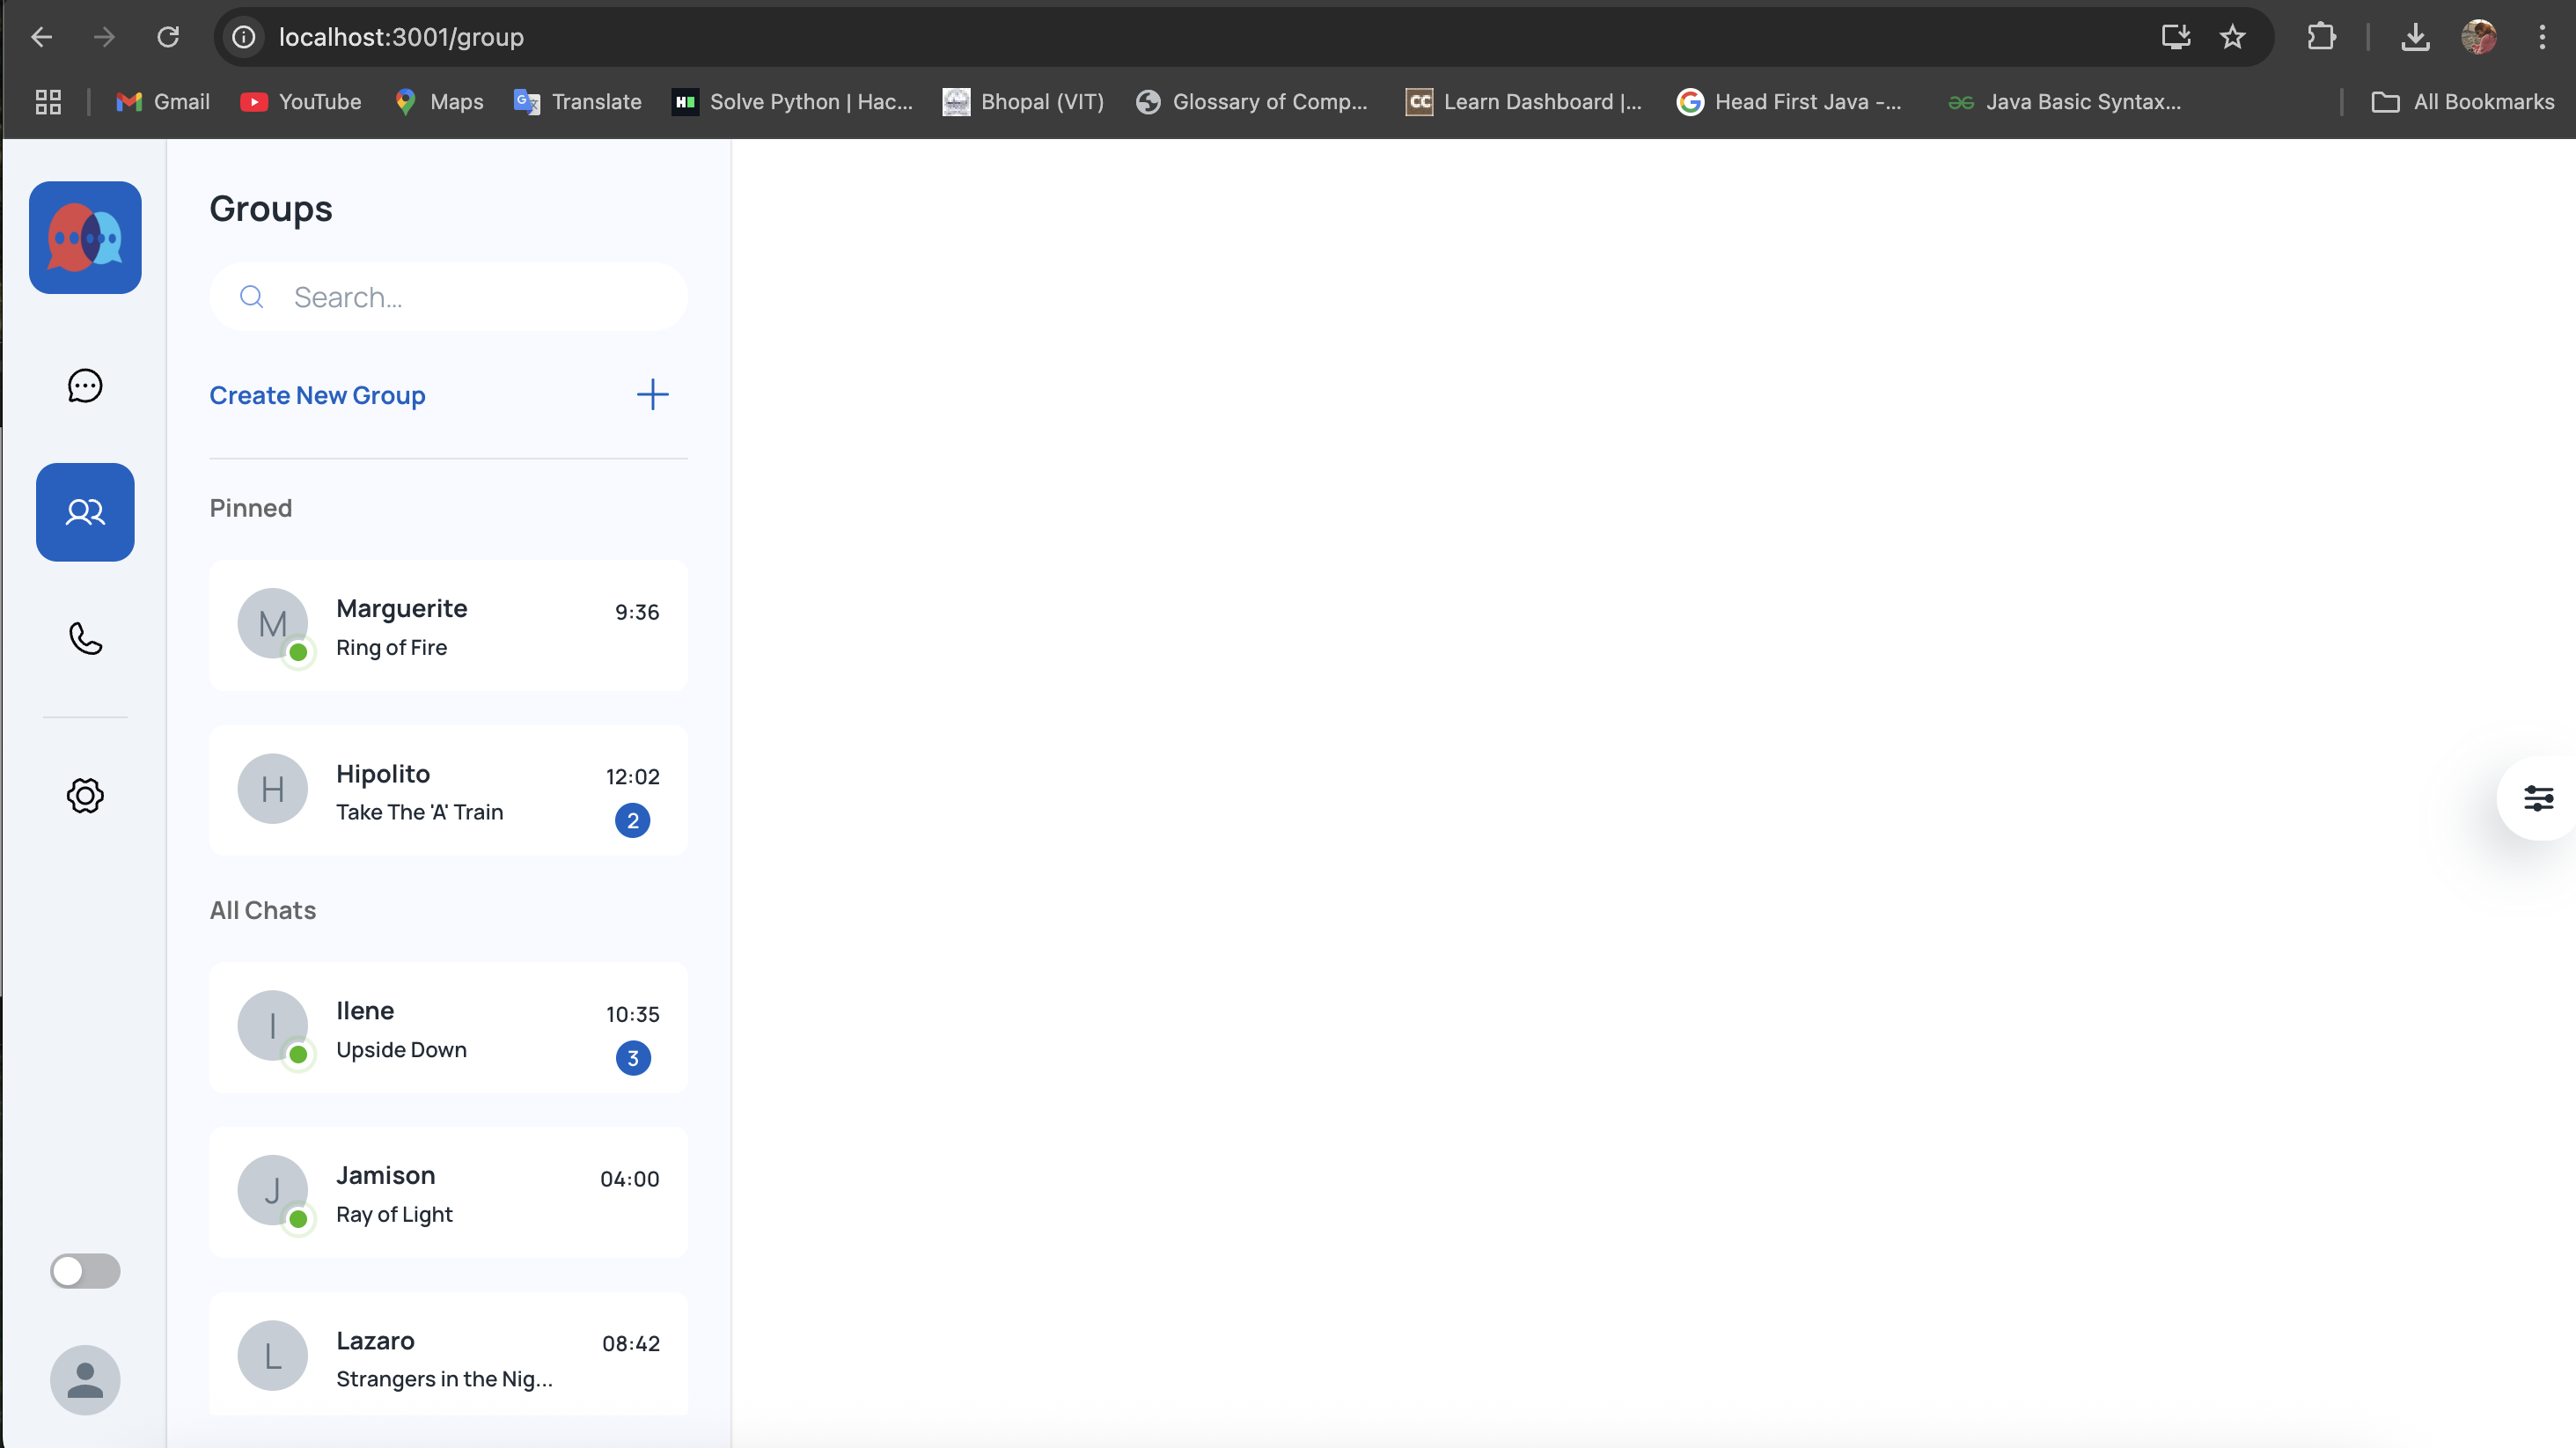 localhost:3001/group
Gmail YouTube Maps Translate Solve Python | Hac... Bhopal (VIT) Glossary of Comp... Learn Dashboard |... Head First Java -... Java Basic Syntax... All Bookmarks
Groups
Search...
Create New Group
Pinned
M Marguerite 9:36
Ring of Fire
H Hipolito 12:02
Take The 'A' Train 2
All Chats
I Ilene 10:35
Upside Down 3
J Jamison 04:00
Ray of Light
L Lazaro 08:42
Strangers in the Nig...